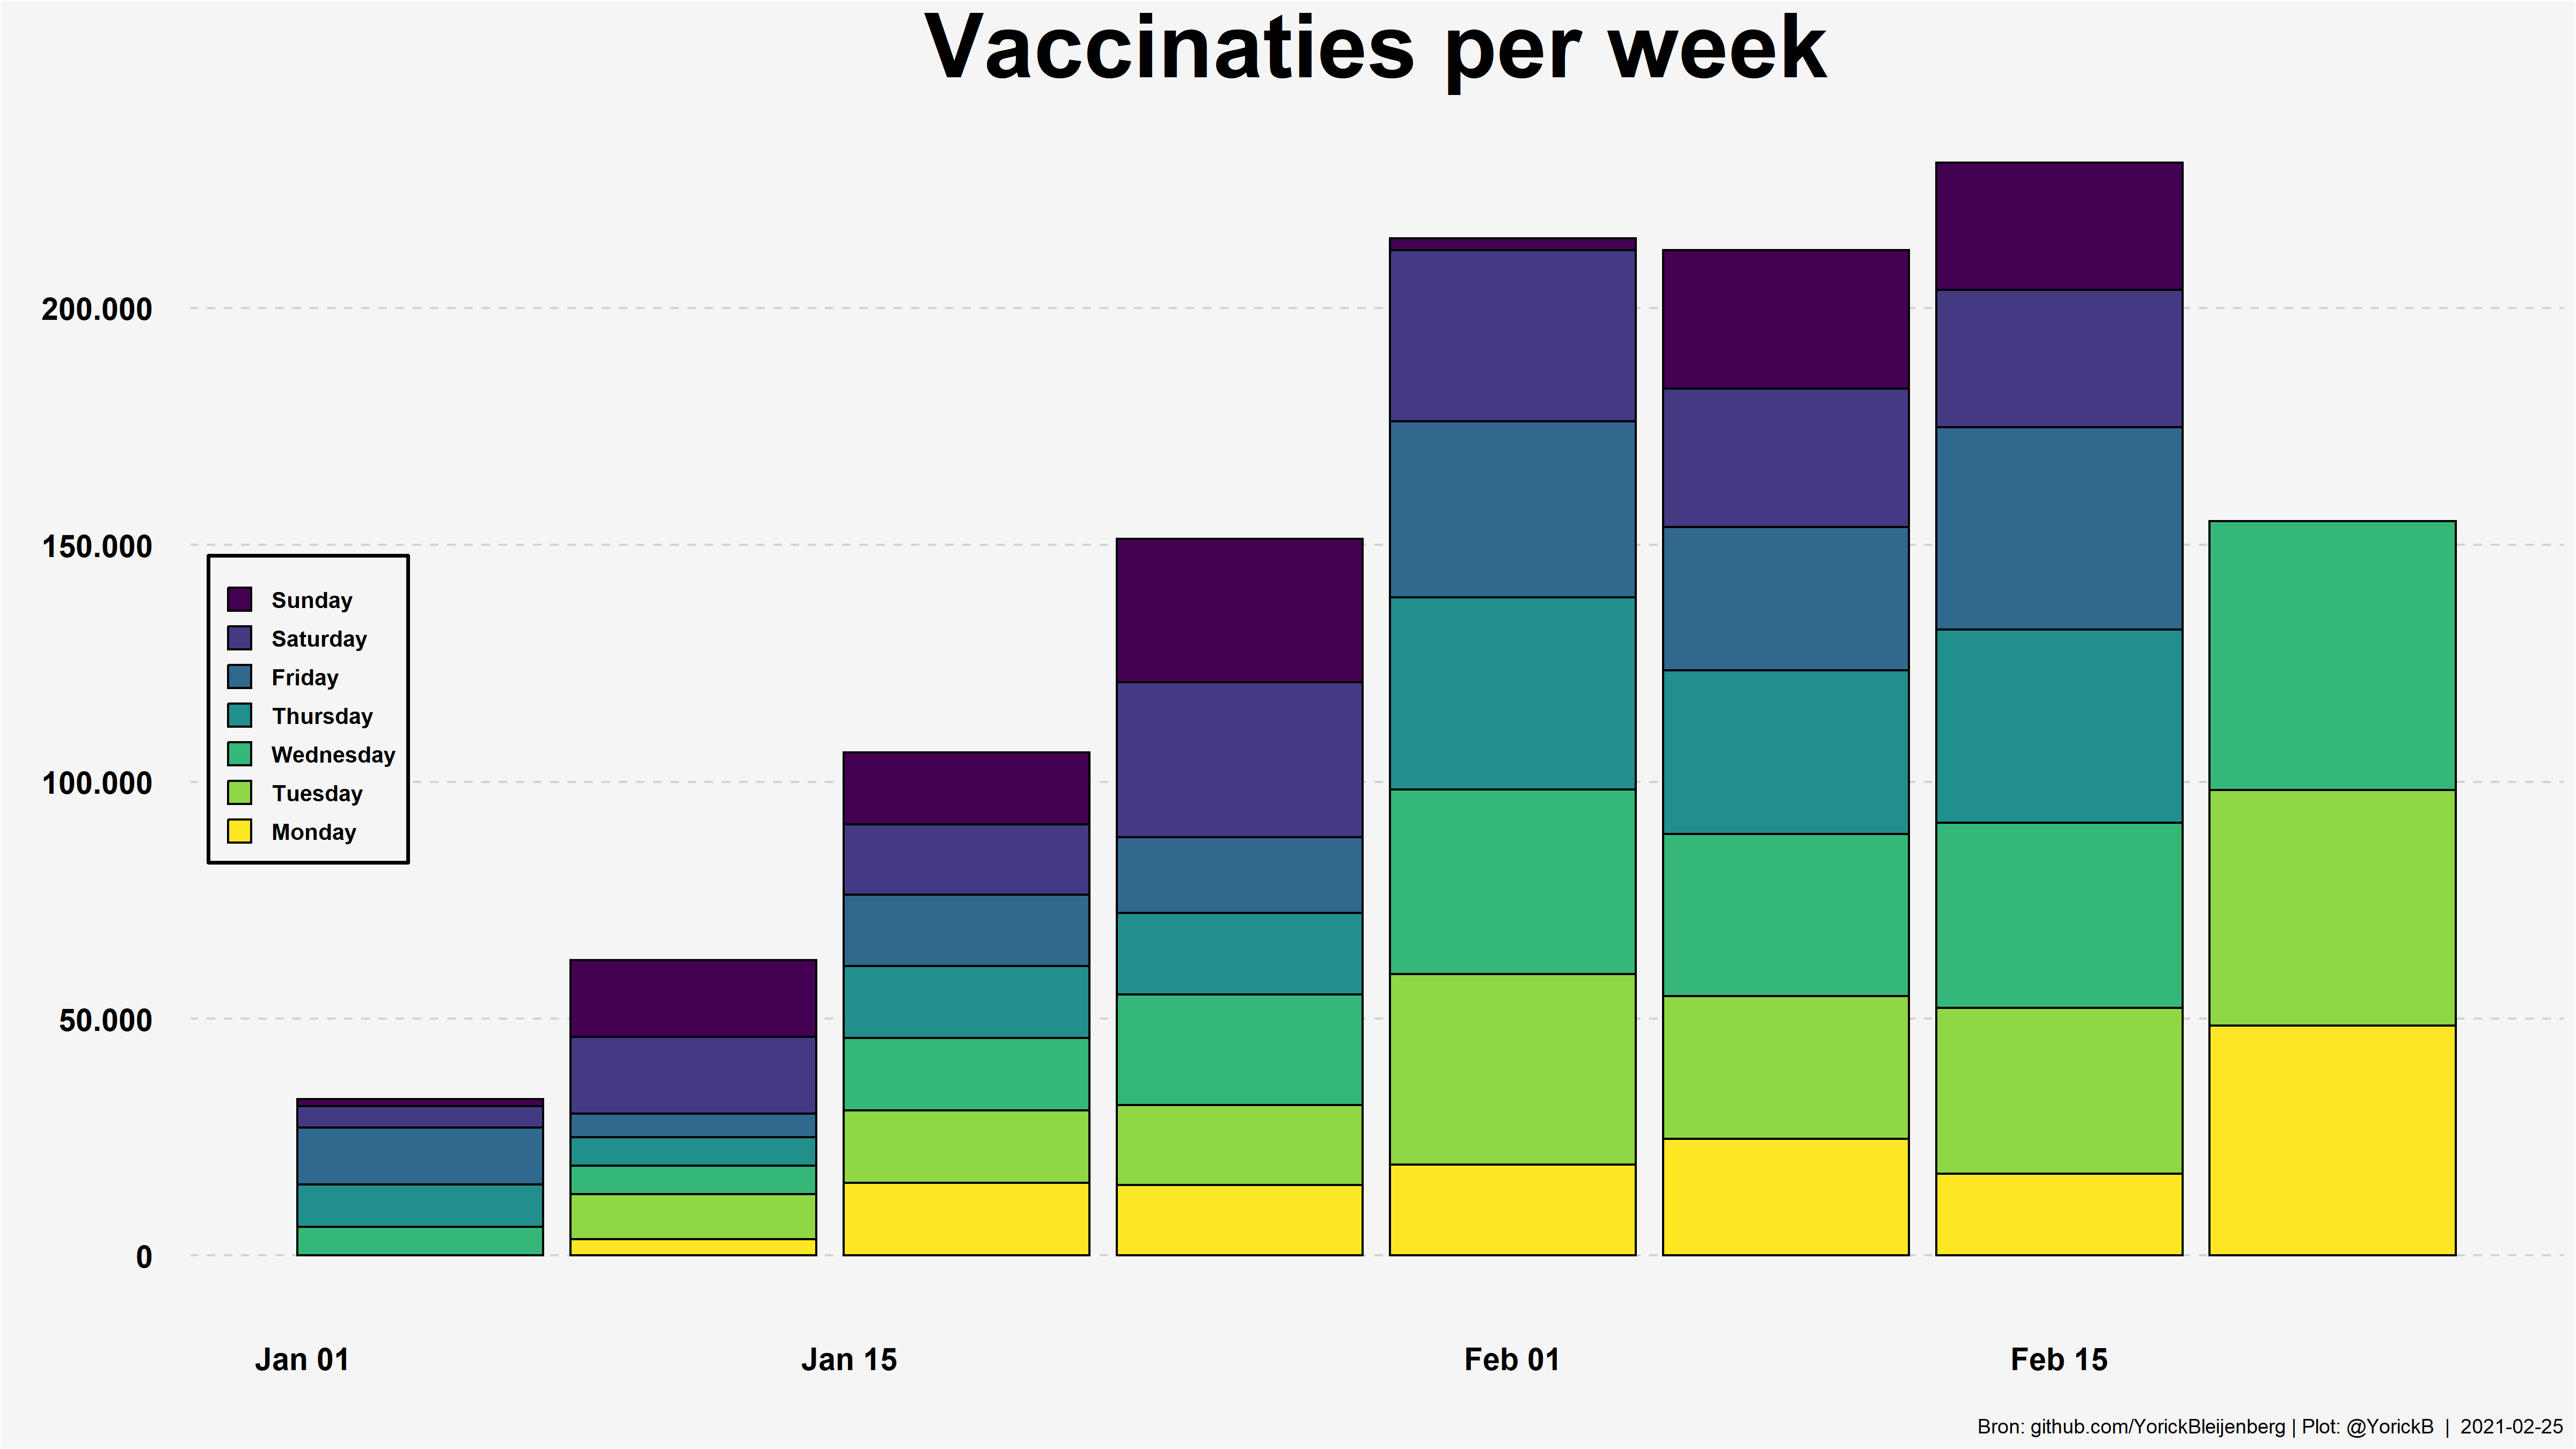 Vaccinaties per week
200.000
150.000
100.000
50.000
0
Sunday
Saturday
Friday
Thursday
Wednesday
Tuesday
Monday
Jan 01 Jan 15 Feb 01 Feb 15
Bron: github.com/YorickBleijenberg | Plot: @YorickB | 2021-02-25